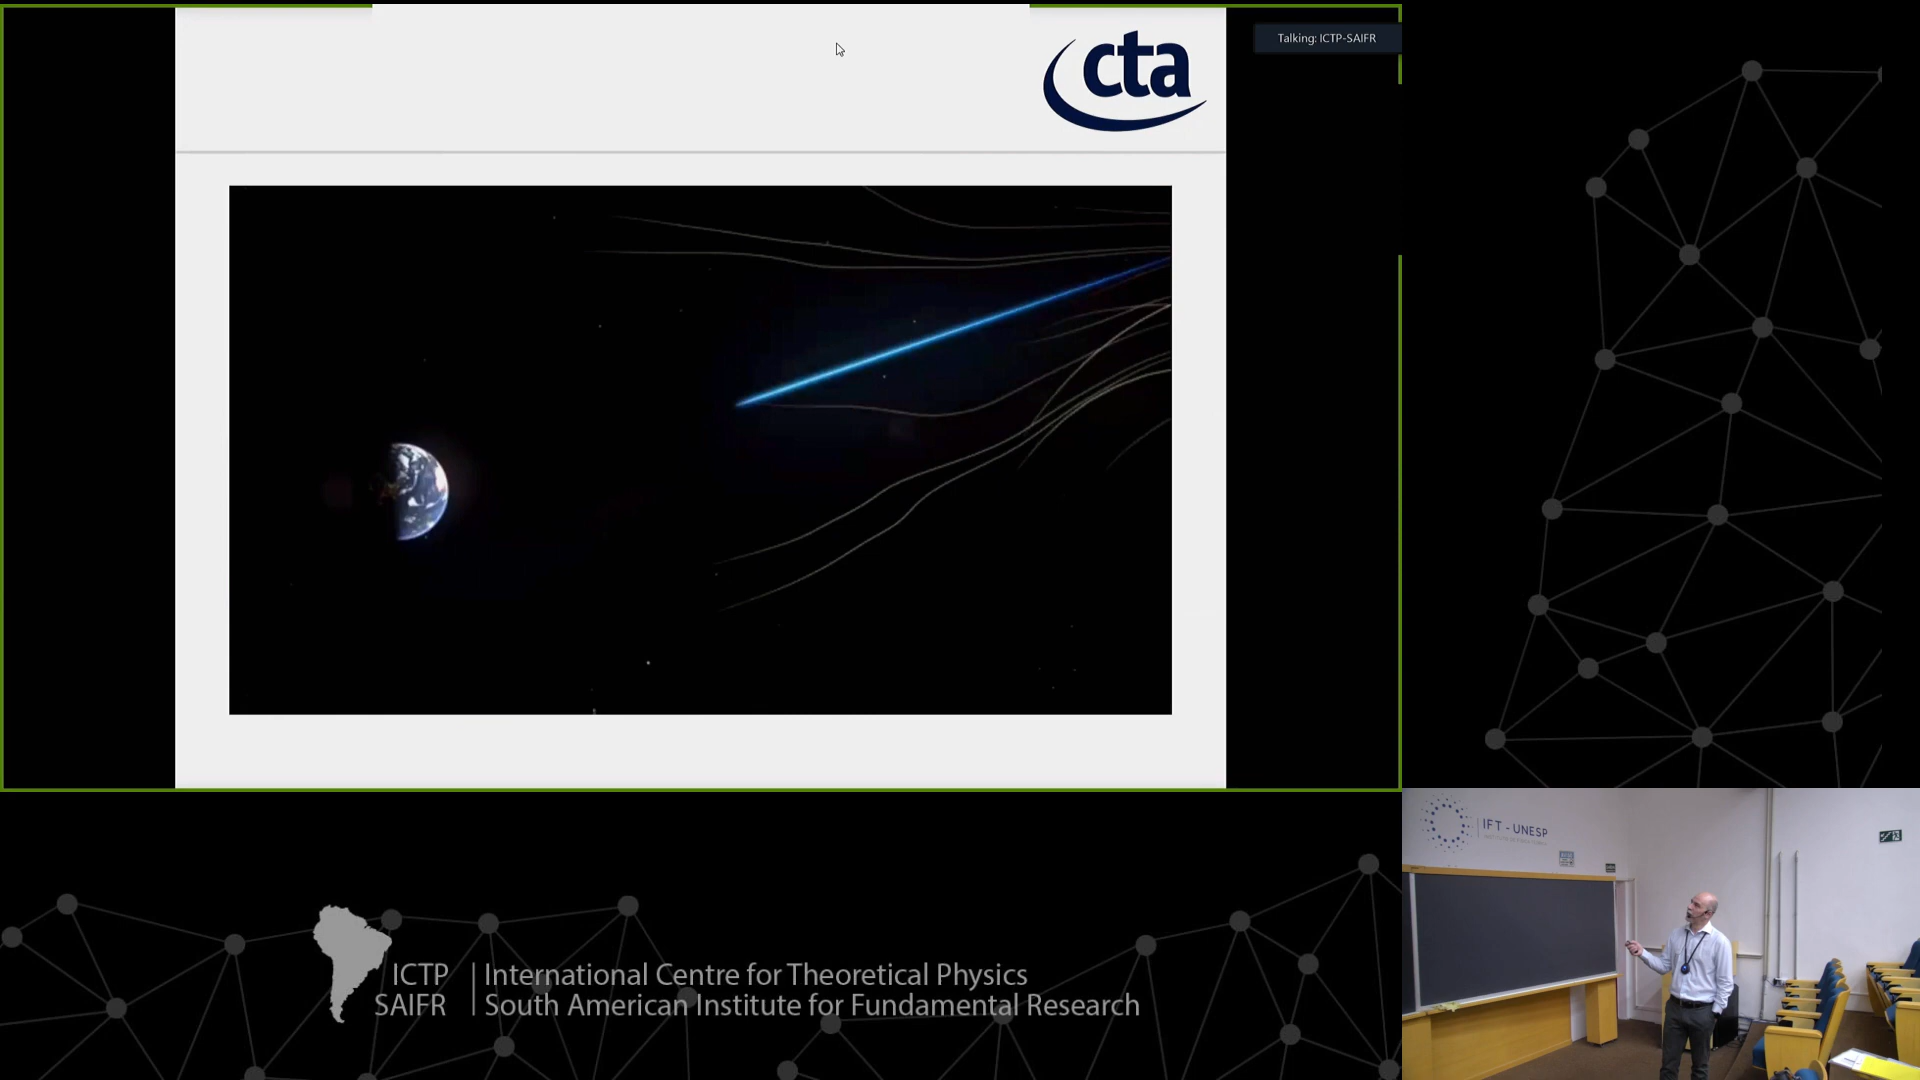 cta
Talking: ICTP-SAIFR
IFT - UNESP
ICTP
SAIFR
International Centre for Theoretical Physics
South American Institute for Fundamental Research